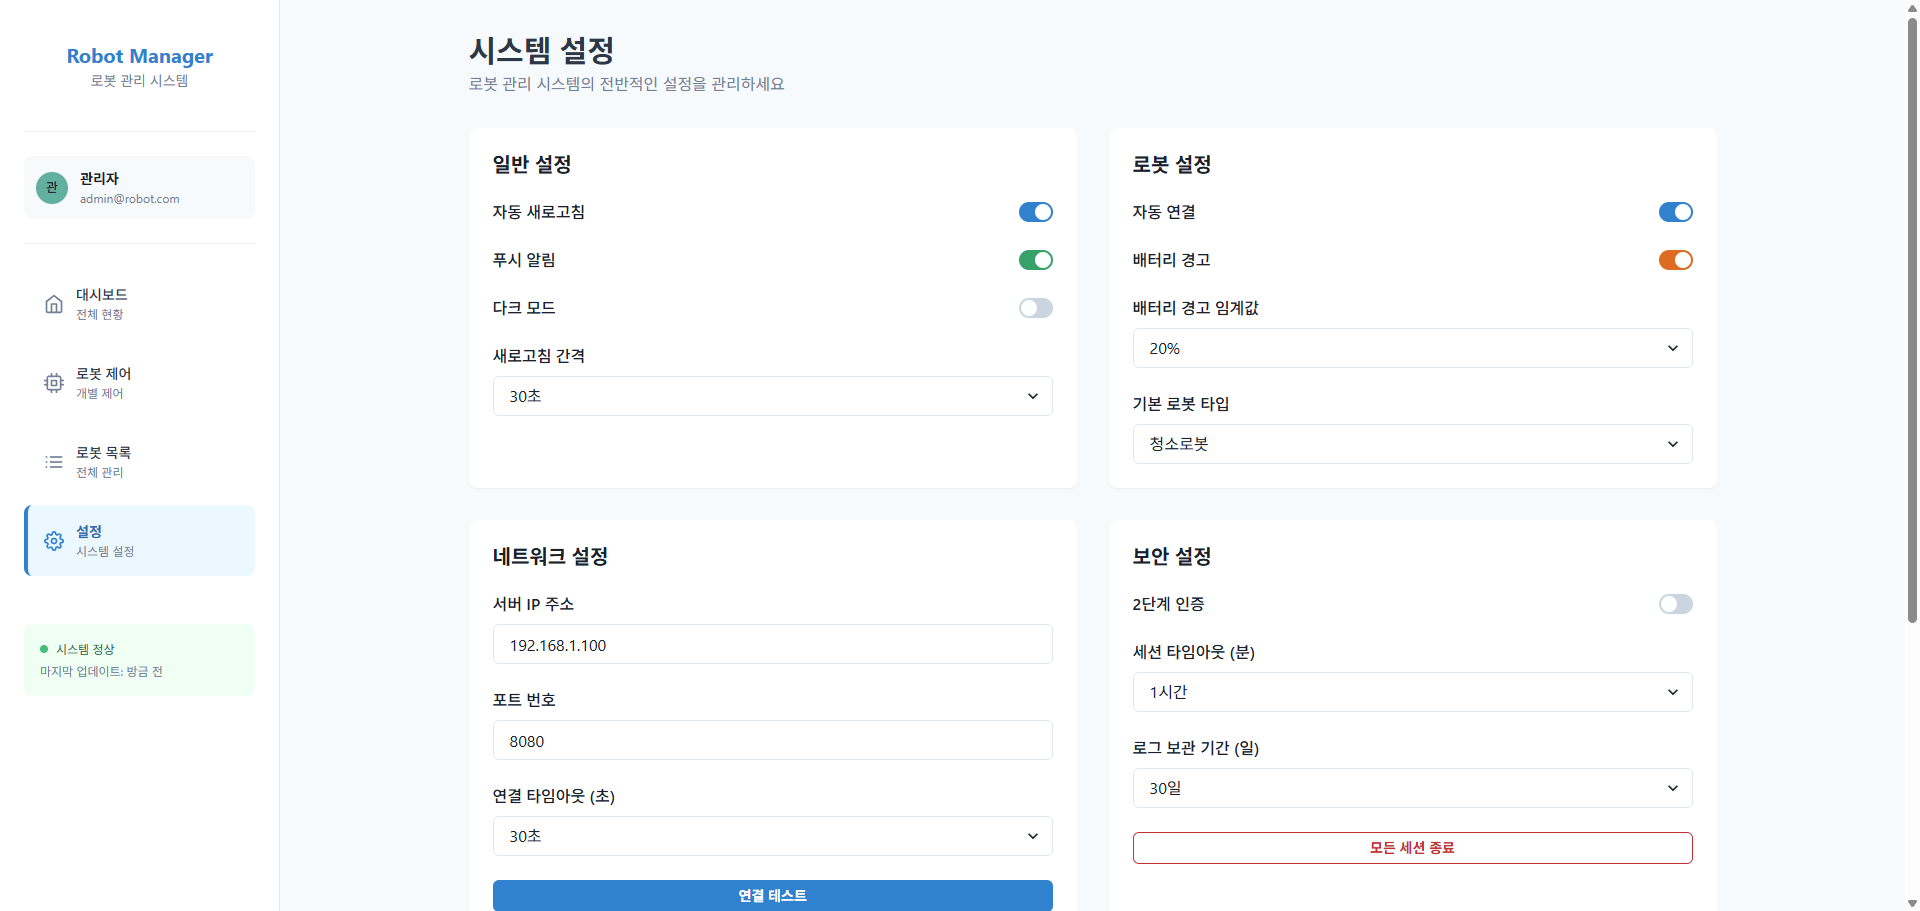 Robot Manager
로봇 관리 시스템
관
관리자
admin@robot.com
대시보드
전체 현황
로봇 제어
개별 제어
로봇 목록
전체 관리
설정
시스템 설정
시스템 정상
마지막 업데이트: 방금 전
시스템 설정
로봇 관리 시스템의 전반적인 설정을 관리하세요
일반 설정
자동 새로고침
푸시 알림
다크 모드
새로고침 간격
30초
로봇 설정
자동 연결
배터리 경고
배터리 경고 임계값
20%
기본 로봇 타입
청소로봇
네트워크 설정
서버 IP 주소
192.168.1.100
포트 번호
8080
연결 타임아웃 (초)
30초
연결 테스트
보안 설정
2단계 인증
세션 타임아웃 (분)
1시간
로그 보관 기간 (일)
30일
모든 세션 종료